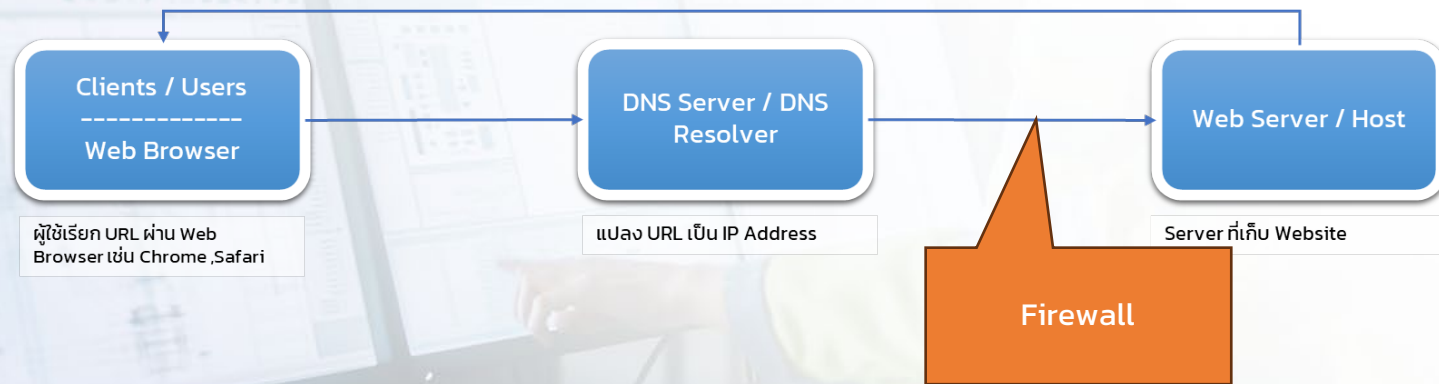 Clients / Users
-------------
Web Browser
DNS Server / DNS
Resolver
Web Server / Host
ผู้ใช้เรียก URL ผ่าน Web
Browser เช่น Chrome ,Safari
แปลง URL เป็น IP Address
Server ที่เก็บ Website
Firewall